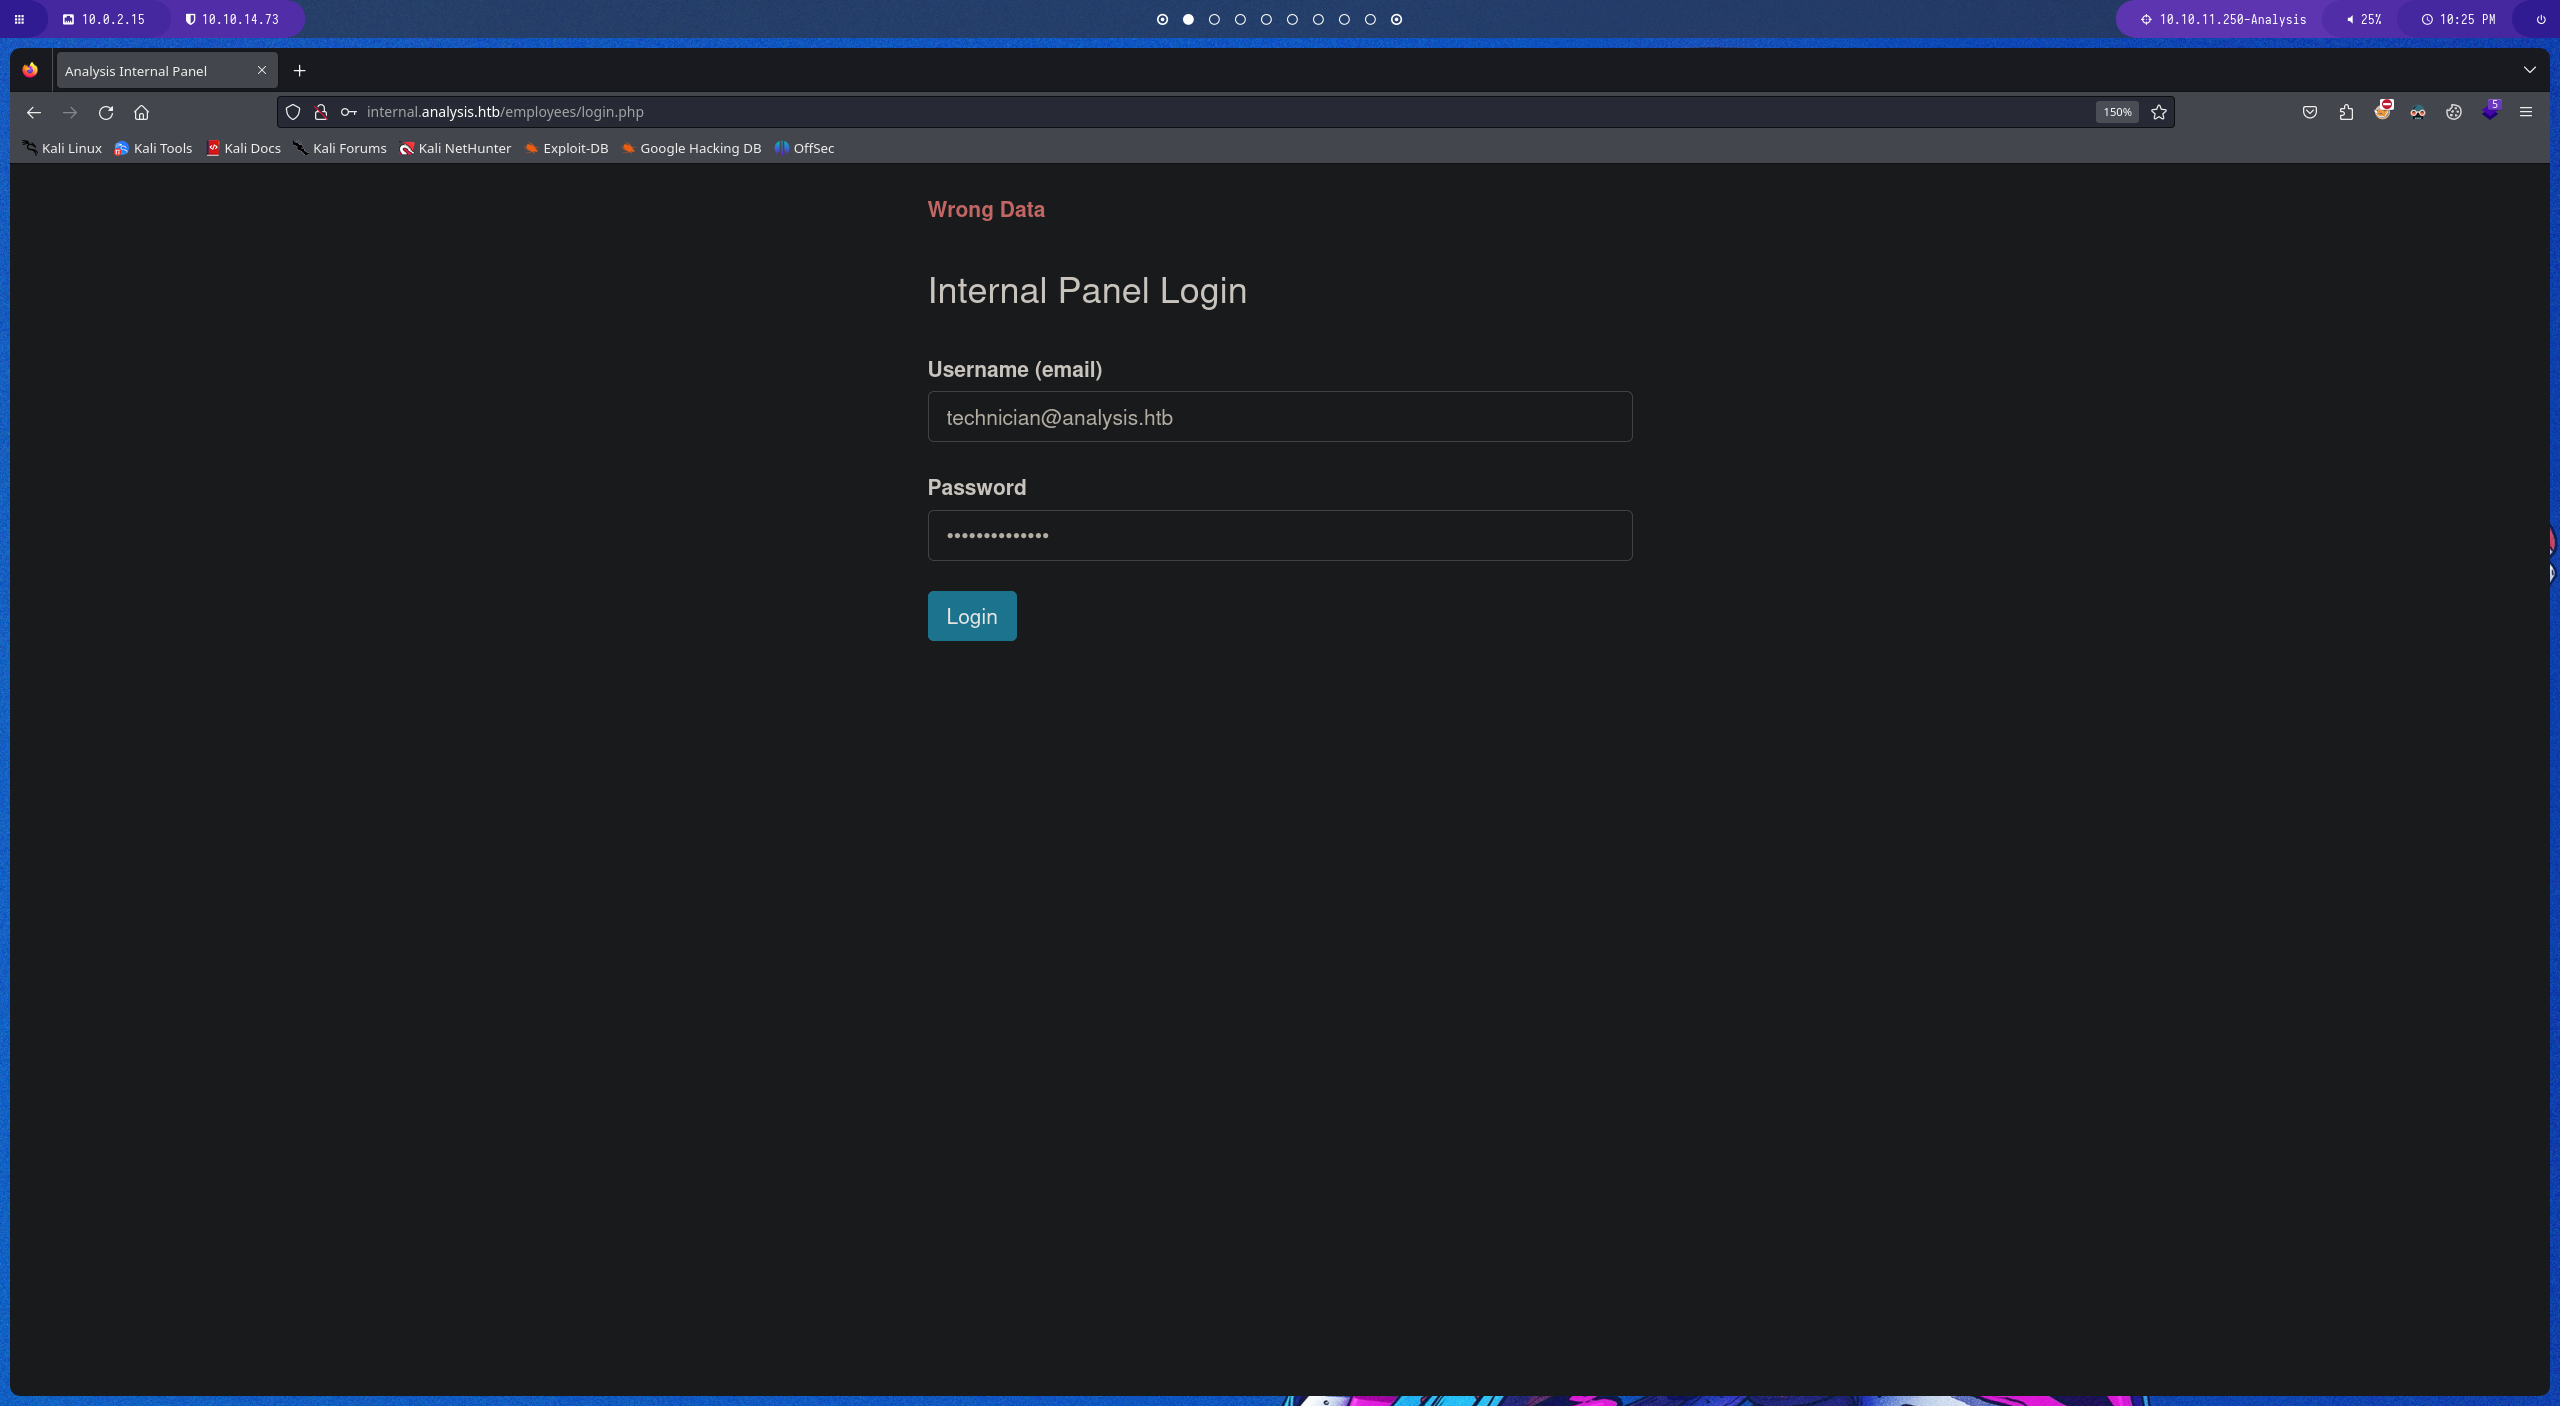 10.0.2.15 10.10.14.73 10.10.11.250-Analysis 25% 10:25 PM
Analysis Internal Panel
internal.analysis.htb/employees/login.php 150% 5
Kali Linux Kali Tools Kali Docs Kali Forums Kali NetHunter Exploit-DB Google Hacking DB OffSec
Wrong Data
Internal Panel Login
Username (email)
technician@analysis.htb
Password
••••••••••••••
Login